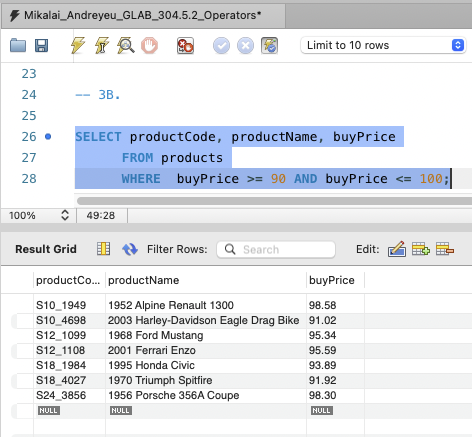 Mikalai_Andreyeu_GLAB_304.5.2_Operators*
Limit to 10 rows
23
24 -- 3B.
25
26 SELECT productCode, productName, buyPrice
27 FROM products
28 WHERE buyPrice >= 90 AND buyPrice <= 100;
100% 49:28
Result Grid Filter Rows: Search Edit:
productCo... productName buyPrice
S10_1949 1952 Alpine Renault 1300 98.58
S10_4698 2003 Harley-Davidson Eagle Drag Bike 91.02
S12_1099 1968 Ford Mustang 95.34
S12_1108 2001 Ferrari Enzo 95.59
S18_1984 1995 Honda Civic 93.89
S18_4027 1970 Triumph Spitfire 91.92
S24_3856 1956 Porsche 356A Coupe 98.30
NULL NULL NULL